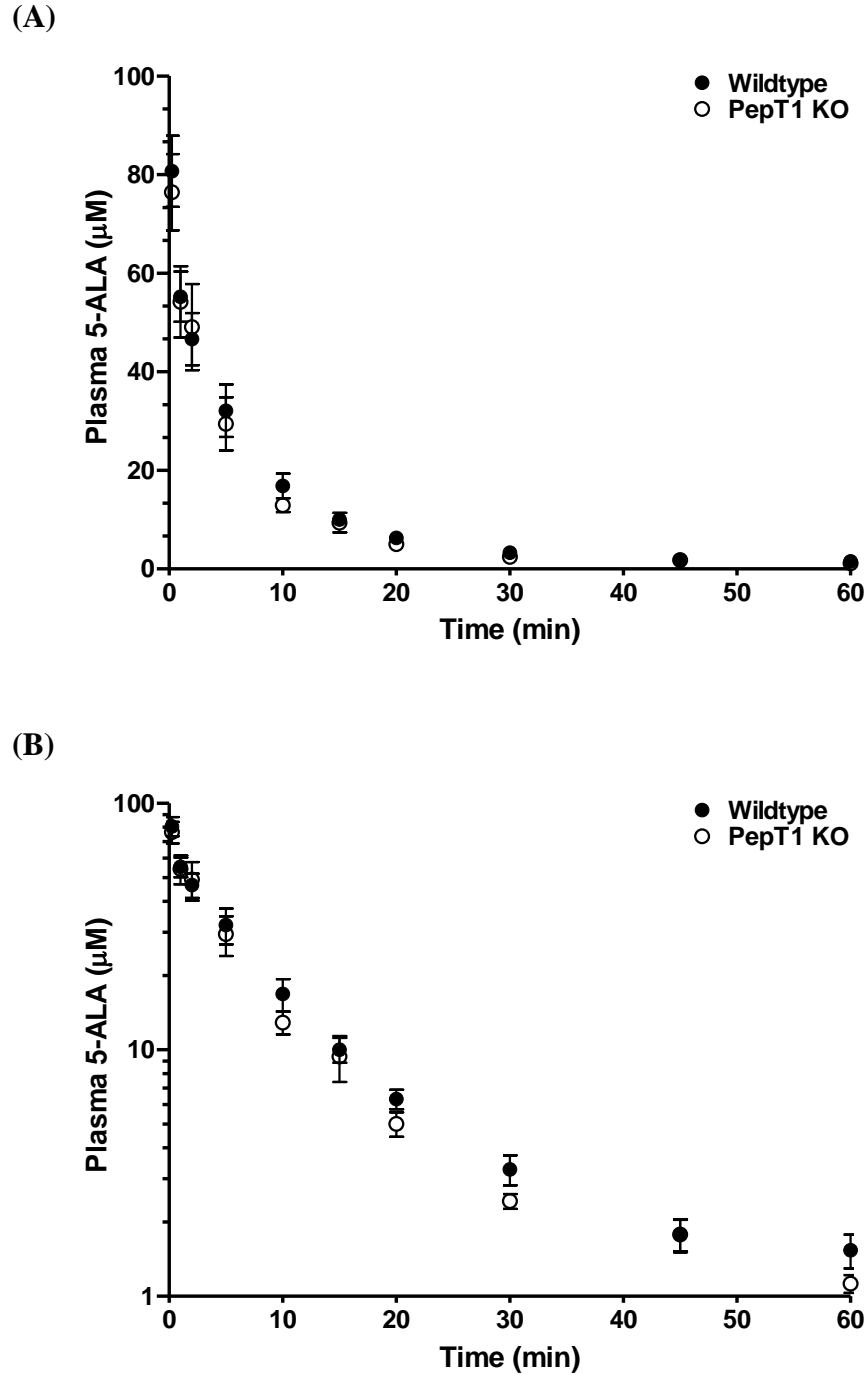 (A)
100
80
60
40
20
0
Plasma 5-ALA (μM)
Wildtype
PepT1 KO
0 10 20 30 40 50 60
Time (min)
(B)
100
10
1
Plasma 5-ALA (μM)
Wildtype
PepT1 KO
0 10 20 30 40 50 60
Time (min)